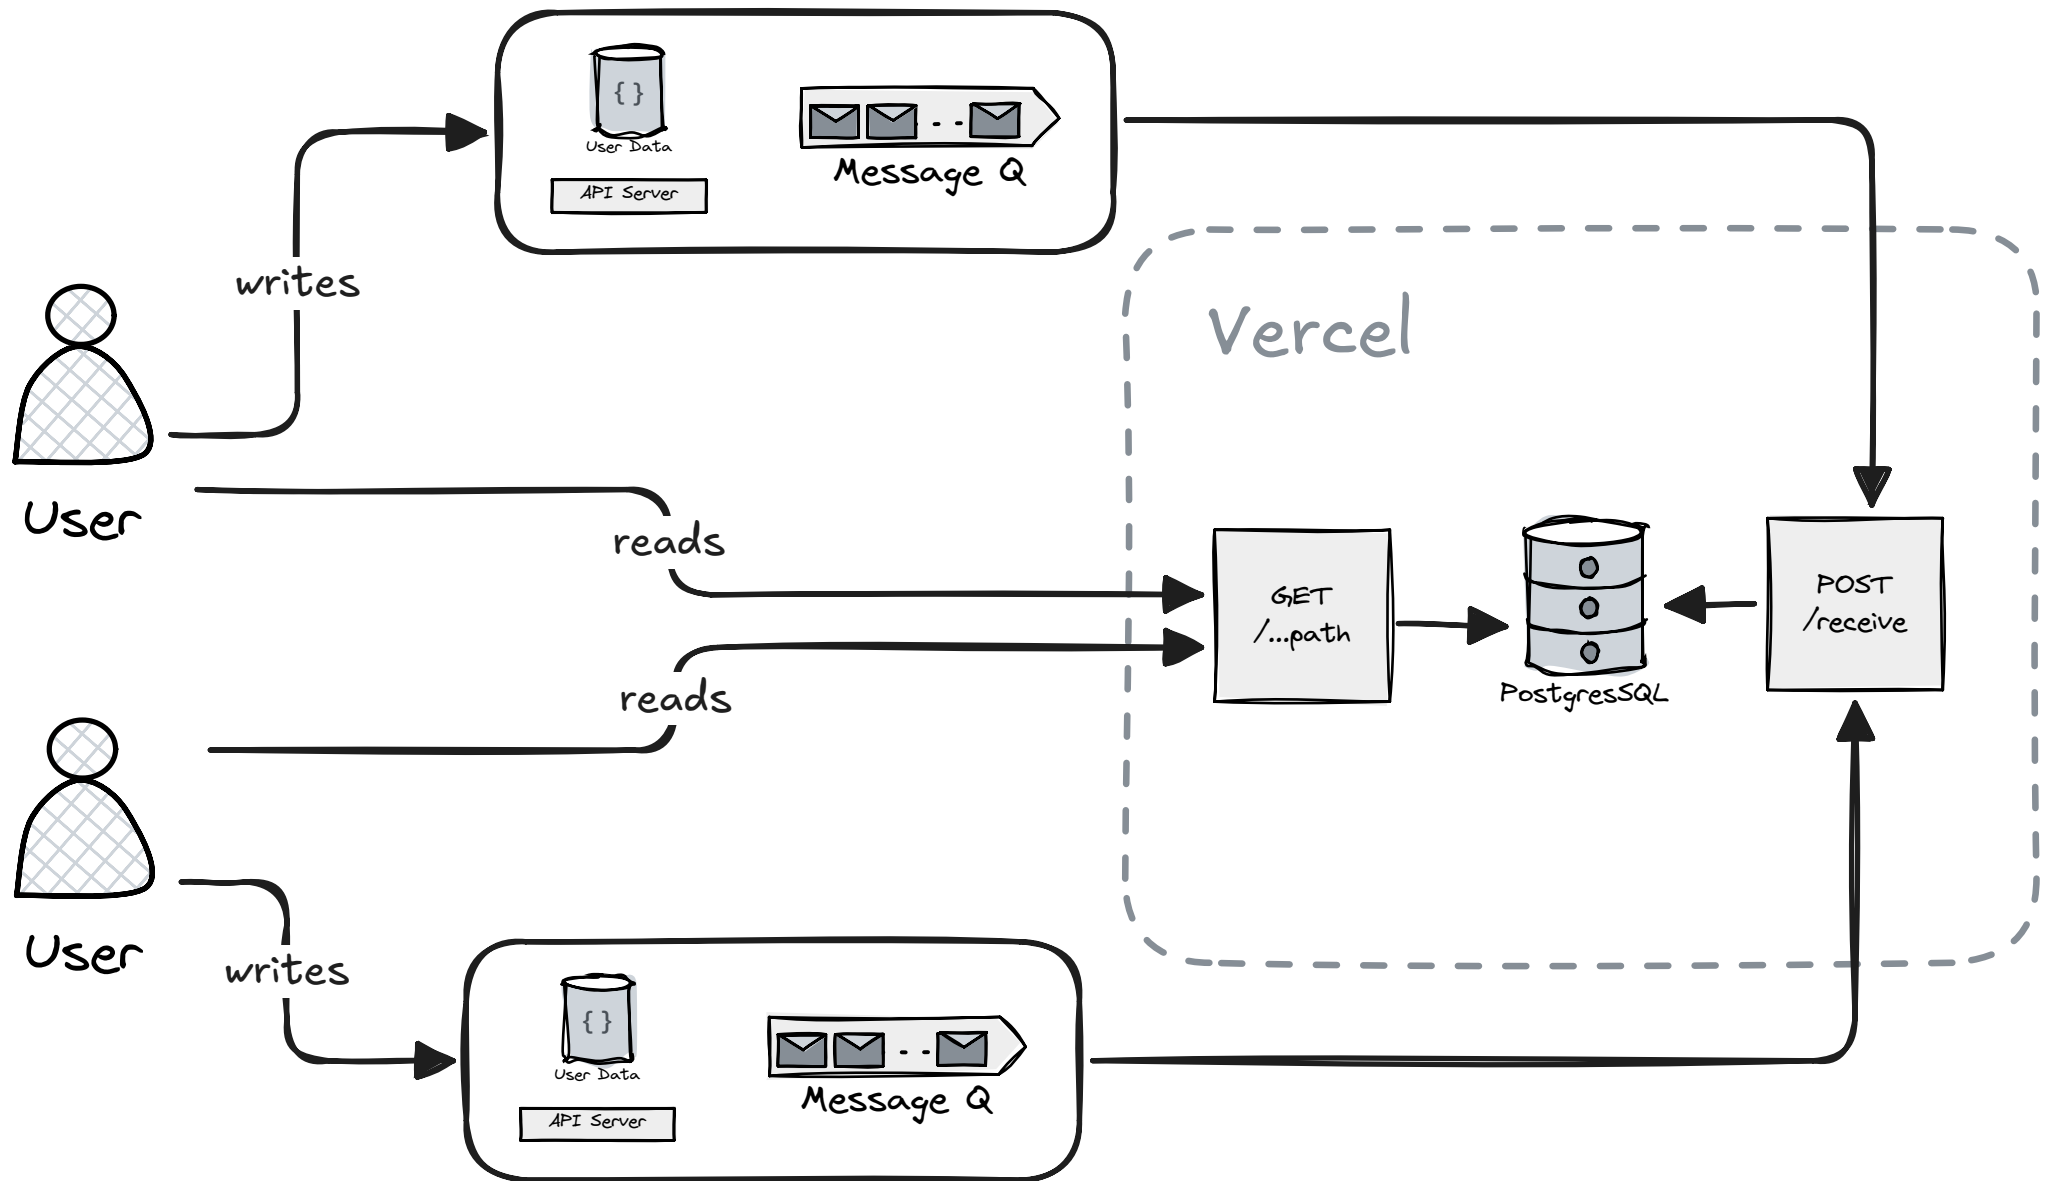 { }
User Data
API Server
Message Q
writes
Vercel
User
reads
GET
/...path
PostgresSQL
POST
/receive
reads
User
writes
{ }
User Data
API Server
Message Q